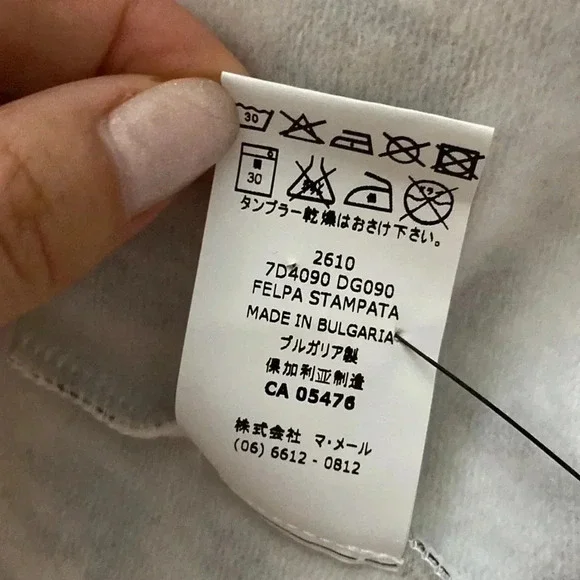 30
30
タンブラー乾燥はおさけ下さい。
2610
7D4090 DG090
FELPA STAMPATA
MADE IN BULGARIA
ブルガリア製
保加利亚制造
CA 05476
株式会社 マ・メール
(06) 6612 - 0812